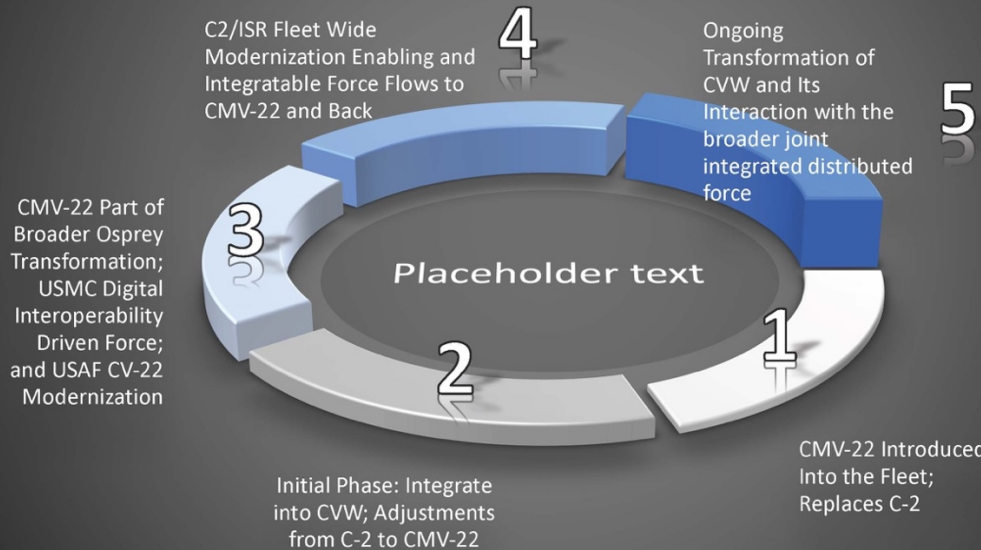 4
C2/ISR Fleet Wide
Modernization Enabling and
Integratable Force Flows to
CMV-22 and Back
Ongoing
Transformation of
CVW and Its
Interaction with the
broader joint
integrated distributed
force
5
CMV-22 Part of
Broader Osprey
Transformation;
USMC Digital
Interoperability
Driven Force;
and USAF CV-22
Modernization
3
Placeholder text
2
1
Initial Phase: Integrate
into CVW; Adjustments
from C-2 to CMV-22
CMV-22 Introduced
Into the Fleet;
Replaces C-2